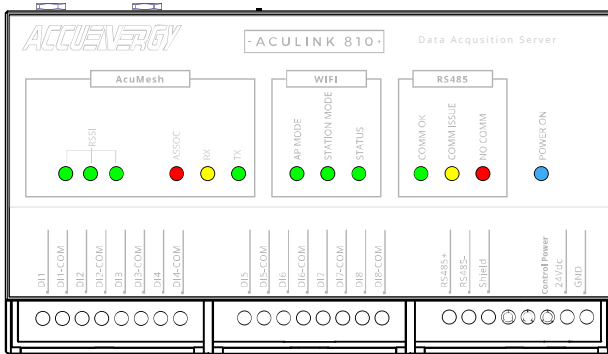 ACCUENERGY
-ACULINK 810-
Data Acqusition Server
AcuMesh
WIFI
RS485
RSSI
ASSOC
RX
TX
AP MODE
STATION MODE
STATUS
COMM OK
COMM ISSUE
NO COMM
POWER ON
DI1
DI1-COM
DI2
DI2-COM
DI3
DI3-COM
DI4
DI4-COM
DI5
DI5-COM
DI6
DI6-COM
DI7
DI7-COM
DI8
DI8-COM
RS485+
RS485-
Shield
Control Power
24Vdc
GND